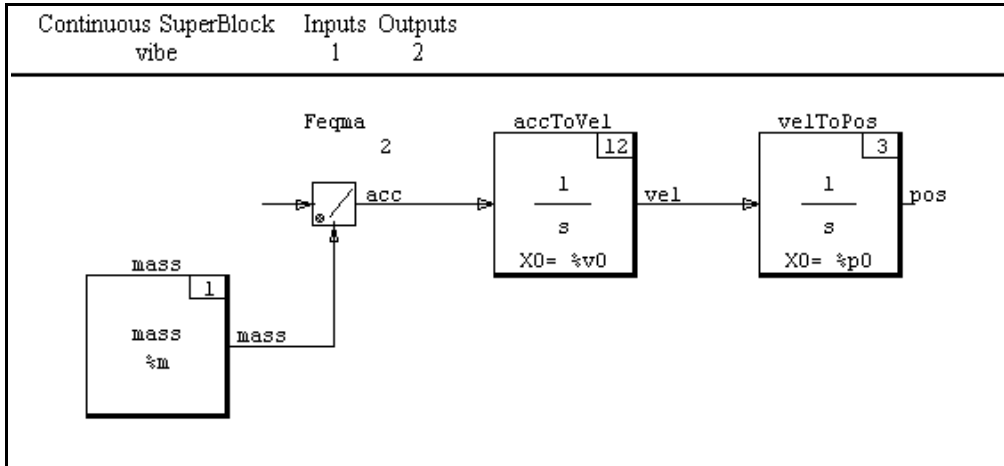 Continuous SuperBlock Inputs Outputs
vibe 1 2
Feqma
2
accToVel
12
velToPos
3
acc
1
s
X0= %v0
vel
1
s
X0= %p0
pos
mass
1
mass
%m
mass